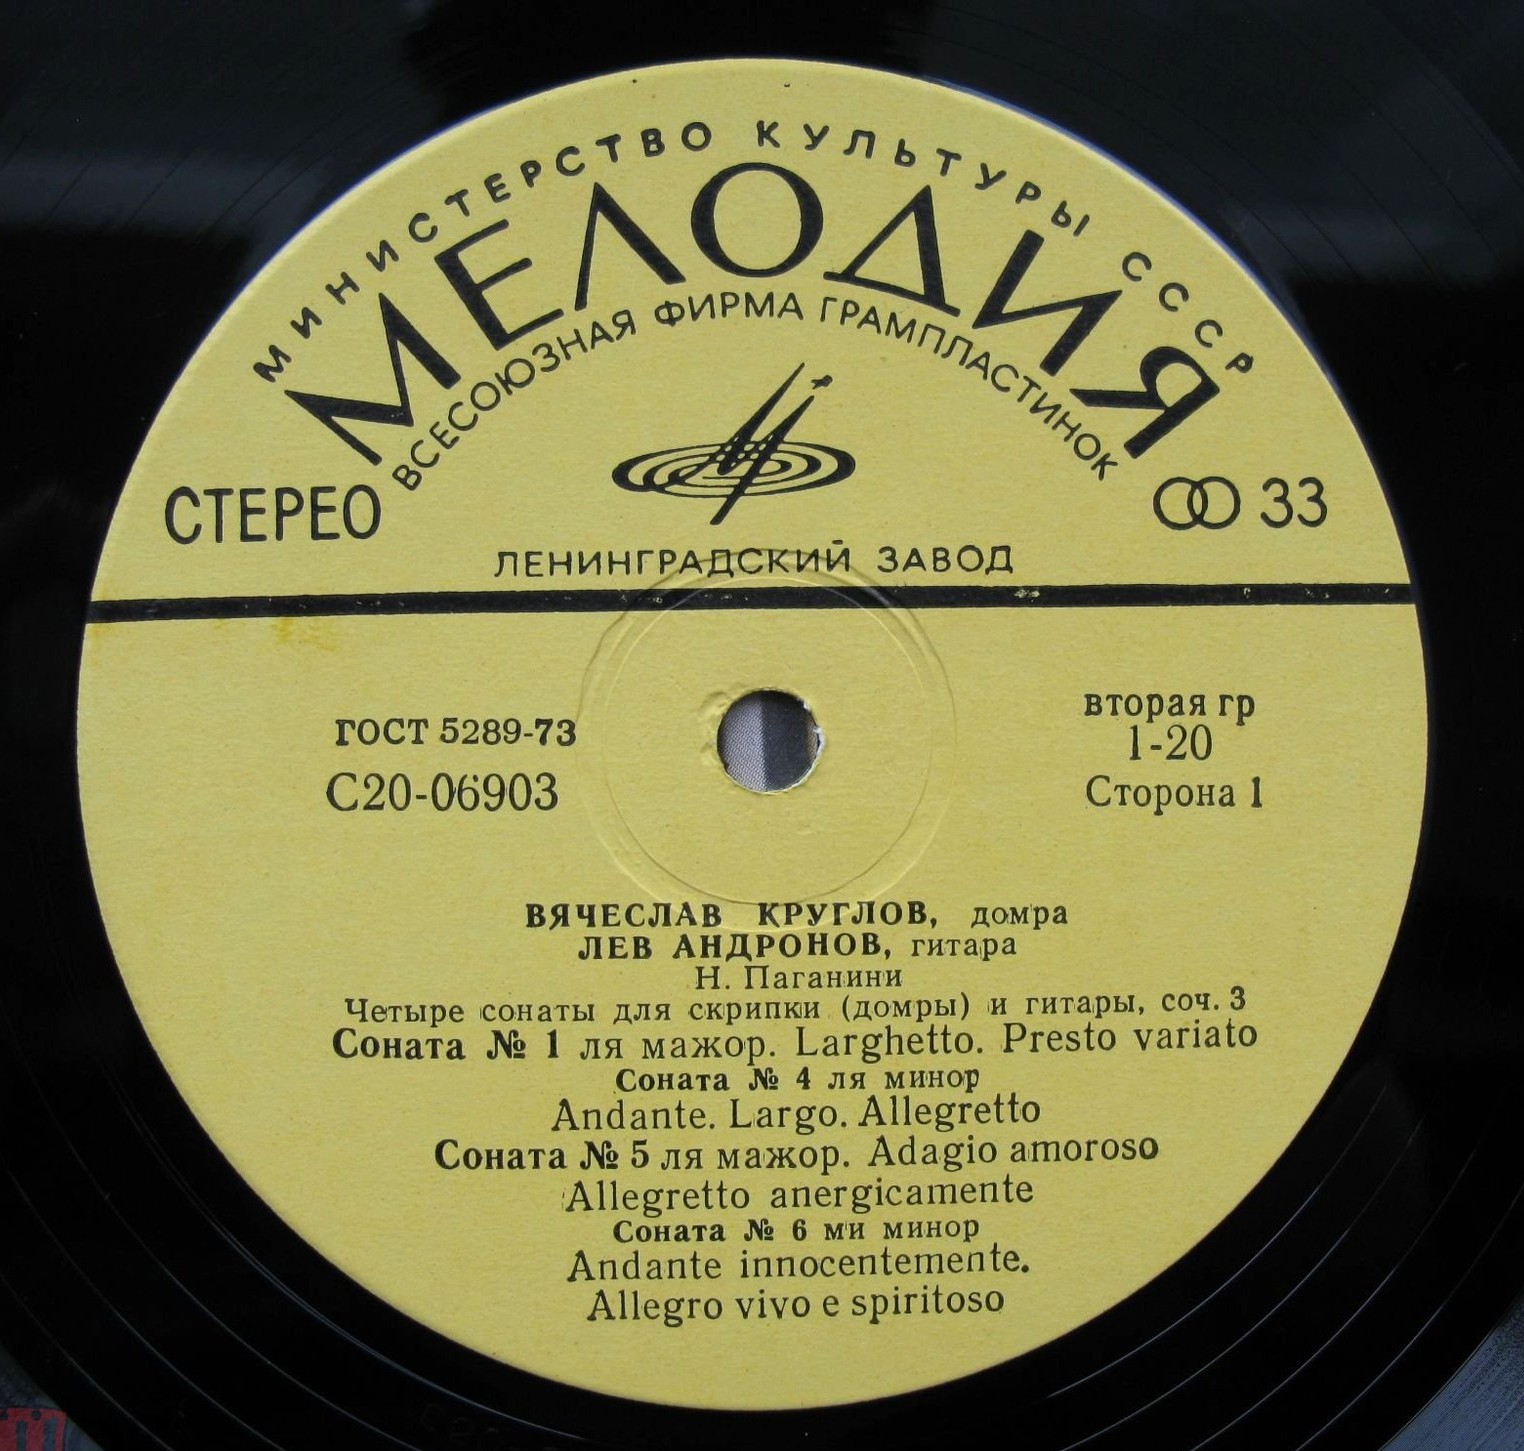 МИНИСТЕРСТВО КУЛЬТУРЫ СССР
МЕЛОДИЯ
ВСЕСОЮЗНАЯ ФИРМА ГРАМПЛАСТИНОК
СТЕРЕО
33
ЛЕНИНГРАДСКИЙ ЗАВОД
ГОСТ 5289-73
С20-06903
вторая гр
1-20
Сторона 1
ВЯЧЕСЛАВ КРУГЛОВ, домра
ЛЕВ АНДРОНОВ, гитара
Н. Паганини
Четыре сонаты для скрипки (домры) и гитары, соч. 3
Соната № 1 ля мажор. Larghetto. Presto variato
Соната № 4 ля минор
Andante. Largo. Allegretto
Соната № 5 ля мажор. Adagio amoroso
Allegretto anergicamente
Соната № 6 ми минор
Andante innocentemente.
Allegro vivo e spiritoso